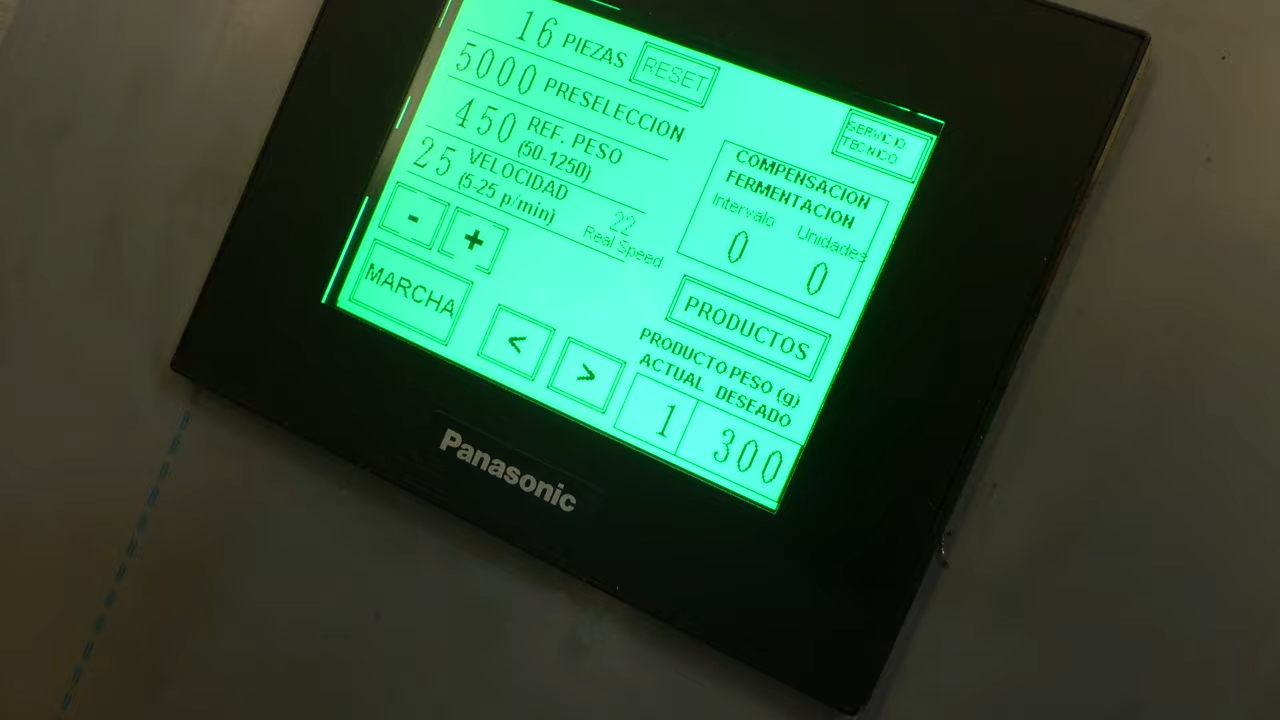 16 PIEZAS RESET
5000 PRESELECCION
450 REF. PESO
(50-1250)
25 VELOCIDAD
(5-25 p/min)
22
Real Speed
- +
MARCHA
< >
SERVICIO
TECNICO
COMPENSACION
FERMENTACION
Intervalo Unidades
0 0
PRODUCTOS
PRODUCTO PESO (g)
ACTUAL DESEADO
1 300
Panasonic